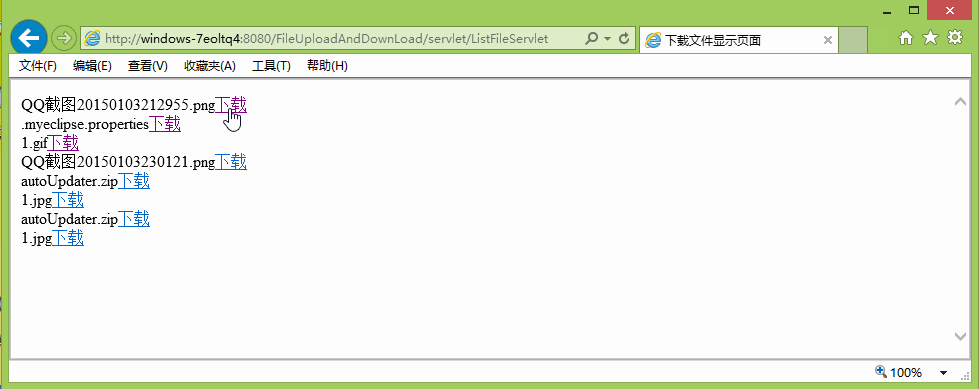 http://windows-7eoltq4:8080/FileUploadAndDownLoad/servlet/ListFileServlet
下载文件显示页面
文件(F) 编辑(E) 查看(V) 收藏夹(A) 工具(T) 帮助(H)
QQ截图20150103212955.png下载
.myeclipse.properties下载
1.gif下载
QQ截图20150103230121.png下载
autoUpdater.zip下载
1.jpg下载
autoUpdater.zip下载
1.jpg下载
100%